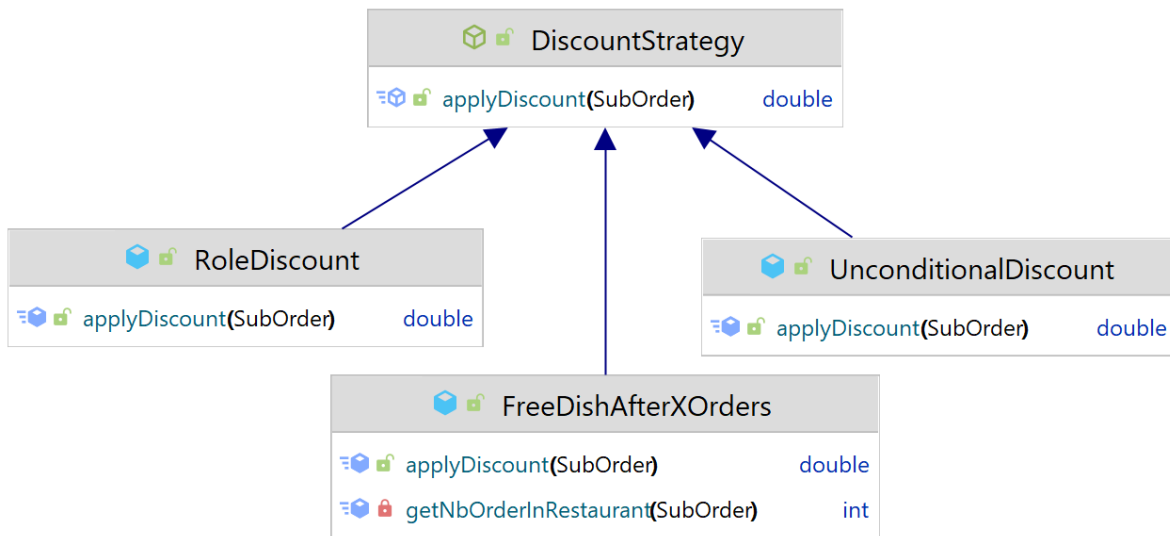 DiscountStrategy
applyDiscount(SubOrder) double
RoleDiscount
applyDiscount(SubOrder) double
UnconditionalDiscount
applyDiscount(SubOrder) double
FreeDishAfterXOrders
applyDiscount(SubOrder) double
getNbOrderInRestaurant(SubOrder) int